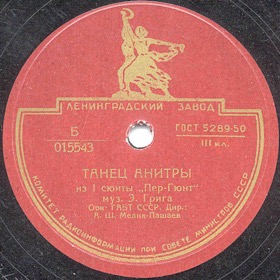 ЛЕНИНГРАДСКИЙ ЗАВОД
Б
015543
ГОСТ 5289-50
III кл.
ТАНЕЦ АНИТРЫ
из I сюиты „Пер-Гюнт“
муз. Э. Грига
Орк. ГАБТ СССР. Дир.:
А. Ш. Мелик-Пашаев
КОМИТЕТ РАДИОИНФОРМАЦИИ ПРИ СОВЕТЕ МИНИСТРОВ СССР